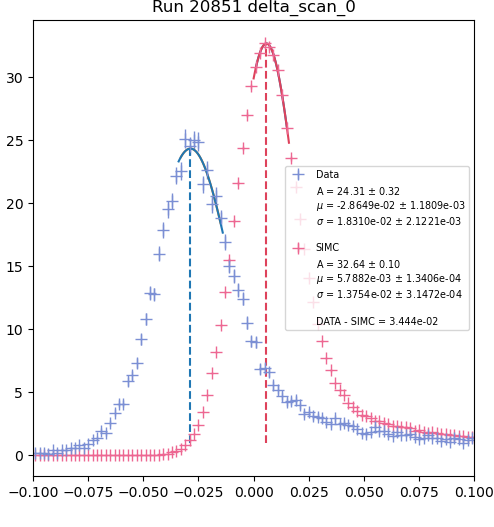 Run 20851 delta_scan_0
30
25
20
15
10
5
0
Data
A = 24.31 ± 0.32
μ = -2.8649e-02 ± 1.1809e-03
σ = 1.8310e-02 ± 2.1221e-03
SIMC
A = 32.64 ± 0.10
μ = 5.7882e-03 ± 1.3406e-04
σ = 1.3754e-02 ± 3.1472e-04
DATA - SIMC = 3.444e-02
−0.100 −0.075 −0.050 −0.025 0.000 0.025 0.050 0.075 0.100